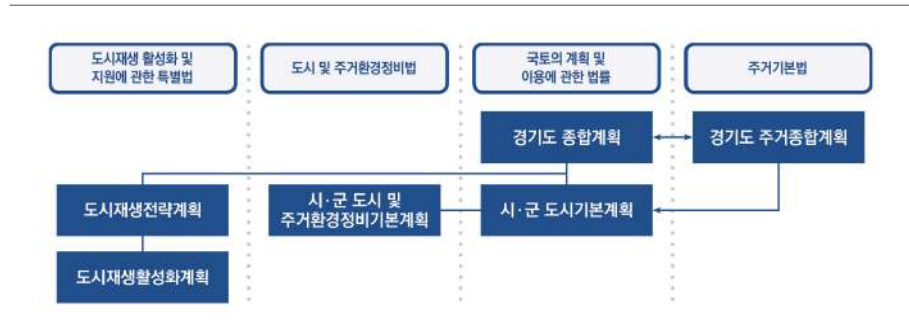 도시재생 활성화 및
지원에 관한 특별법
도시 및 주거환경정비법
국토의 계획 및
이용에 관한 법률
주거기본법
경기도 종합계획
경기도 주거종합계획
도시재생전략계획
시·군 도시 및
주거환경정비기본계획
시·군 도시기본계획
도시재생활성화계획